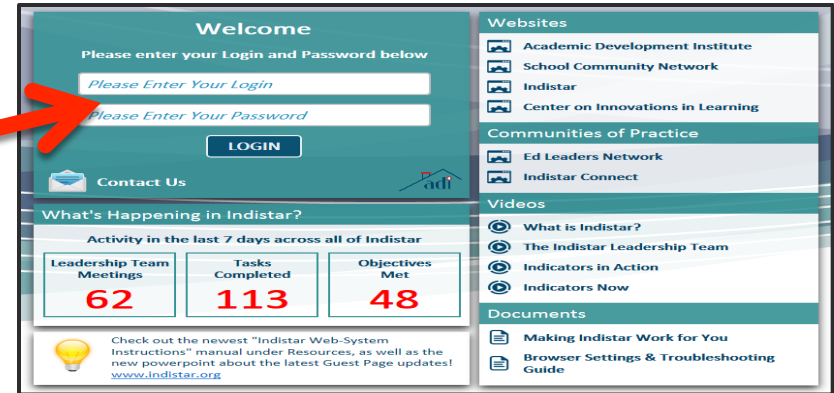 Welcome
Please enter your Login and Password below
Please Enter Your Login
Please Enter Your Password
LOGIN
Contact Us
adi
What's Happening in Indistar?
Activity in the last 7 days across all of Indistar
Leadership Team
Meetings
62
Tasks
Completed
113
Objectives
Met
48
Check out the newest "Indistar Web-System
Instructions" manual under Resources, as well as the
new powerpoint about the latest Guest Page updates!
www.indistar.org
Websites
Academic Development Institute
School Community Network
Indistar
Center on Innovations in Learning
Communities of Practice
Ed Leaders Network
Indistar Connect
Videos
What is Indistar?
The Indistar Leadership Team
Indicators in Action
Indicators Now
Documents
Making Indistar Work for You
Browser Settings & Troubleshooting
Guide